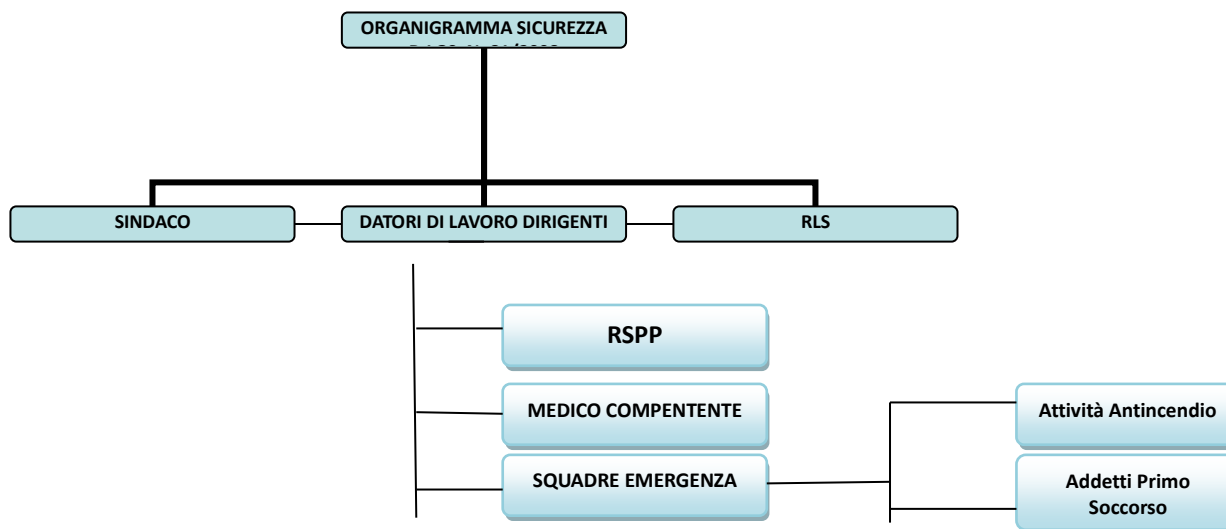 ORGANIGRAMMA SICUREZZA
SINDACO
DATORI DI LAVORO DIRIGENTI
RLS
RSPP
MEDICO COMPENTENTE
SQUADRE EMERGENZA
Attività Antincendio
Addetti Primo
Soccorso